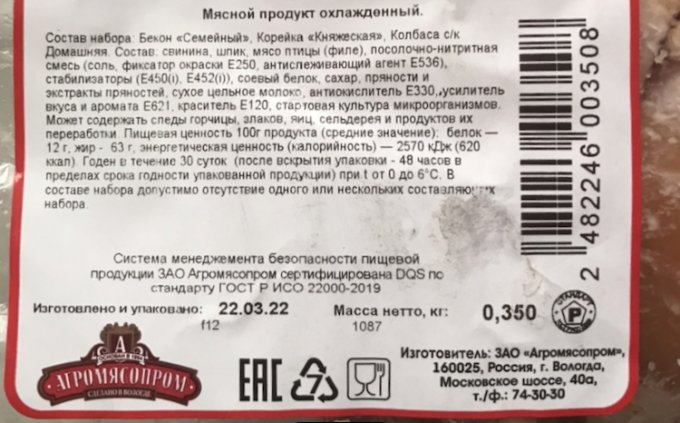 Мясной продукт охлажденный.
Состав набора: Бекон «Семейный», Корейка «Княжеская», Колбаса с/к
Домашняя. Состав: свинина, шпик, мясо птицы (филе), посолочно-нитритная
смесь (соль, фиксатор окраски Е250, антислеживающий агент Е536),
стабилизаторы (Е450(i), Е452(i)), соевый белок, сахар, пряности и
экстракты пряностей, сухое цельное молоко, антиокислитель Е330, усилитель
вкуса и аромата Е621, краситель Е120, стартовая культура микроорганизмов.
Может содержать следы горчицы, злаков, яиц, сельдерея и продуктов их
переработки. Пищевая ценность 100г продукта (средние значение): белок —
12 г, жир - 63 г, энергетическая ценность (калорийность) — 2570 кДж (620
ккал). Годен в течение 30 суток (после вскрытия упаковки - 48 часов в
пределах срока годности упакованной продукции) при t от 0 до 6°С. В
составе набора допустимо отсутствие одного или нескольких составляющих
набора.
Система менеджмента безопасности пищевой
продукции ЗАО Агромясопром сертифицирована DQS по
стандарту ГОСТ Р ИСО 22000-2019
Изготовлено и упаковано: 22.03.22 Масса нетто, кг: 0,350
f12 1087
2 482246 003508
СТАНДАРТ
Р
А
ОСНОВАН В 1994
АГРОМЯСОПРОМ
СДЕЛАНО В ВОЛОГДЕ
ЕАС
7
Изготовитель: ЗАО «Агромясопром»,
160025, Россия, г. Вологда,
Московское шоссе, 40а,
т./ф.: 74-30-30